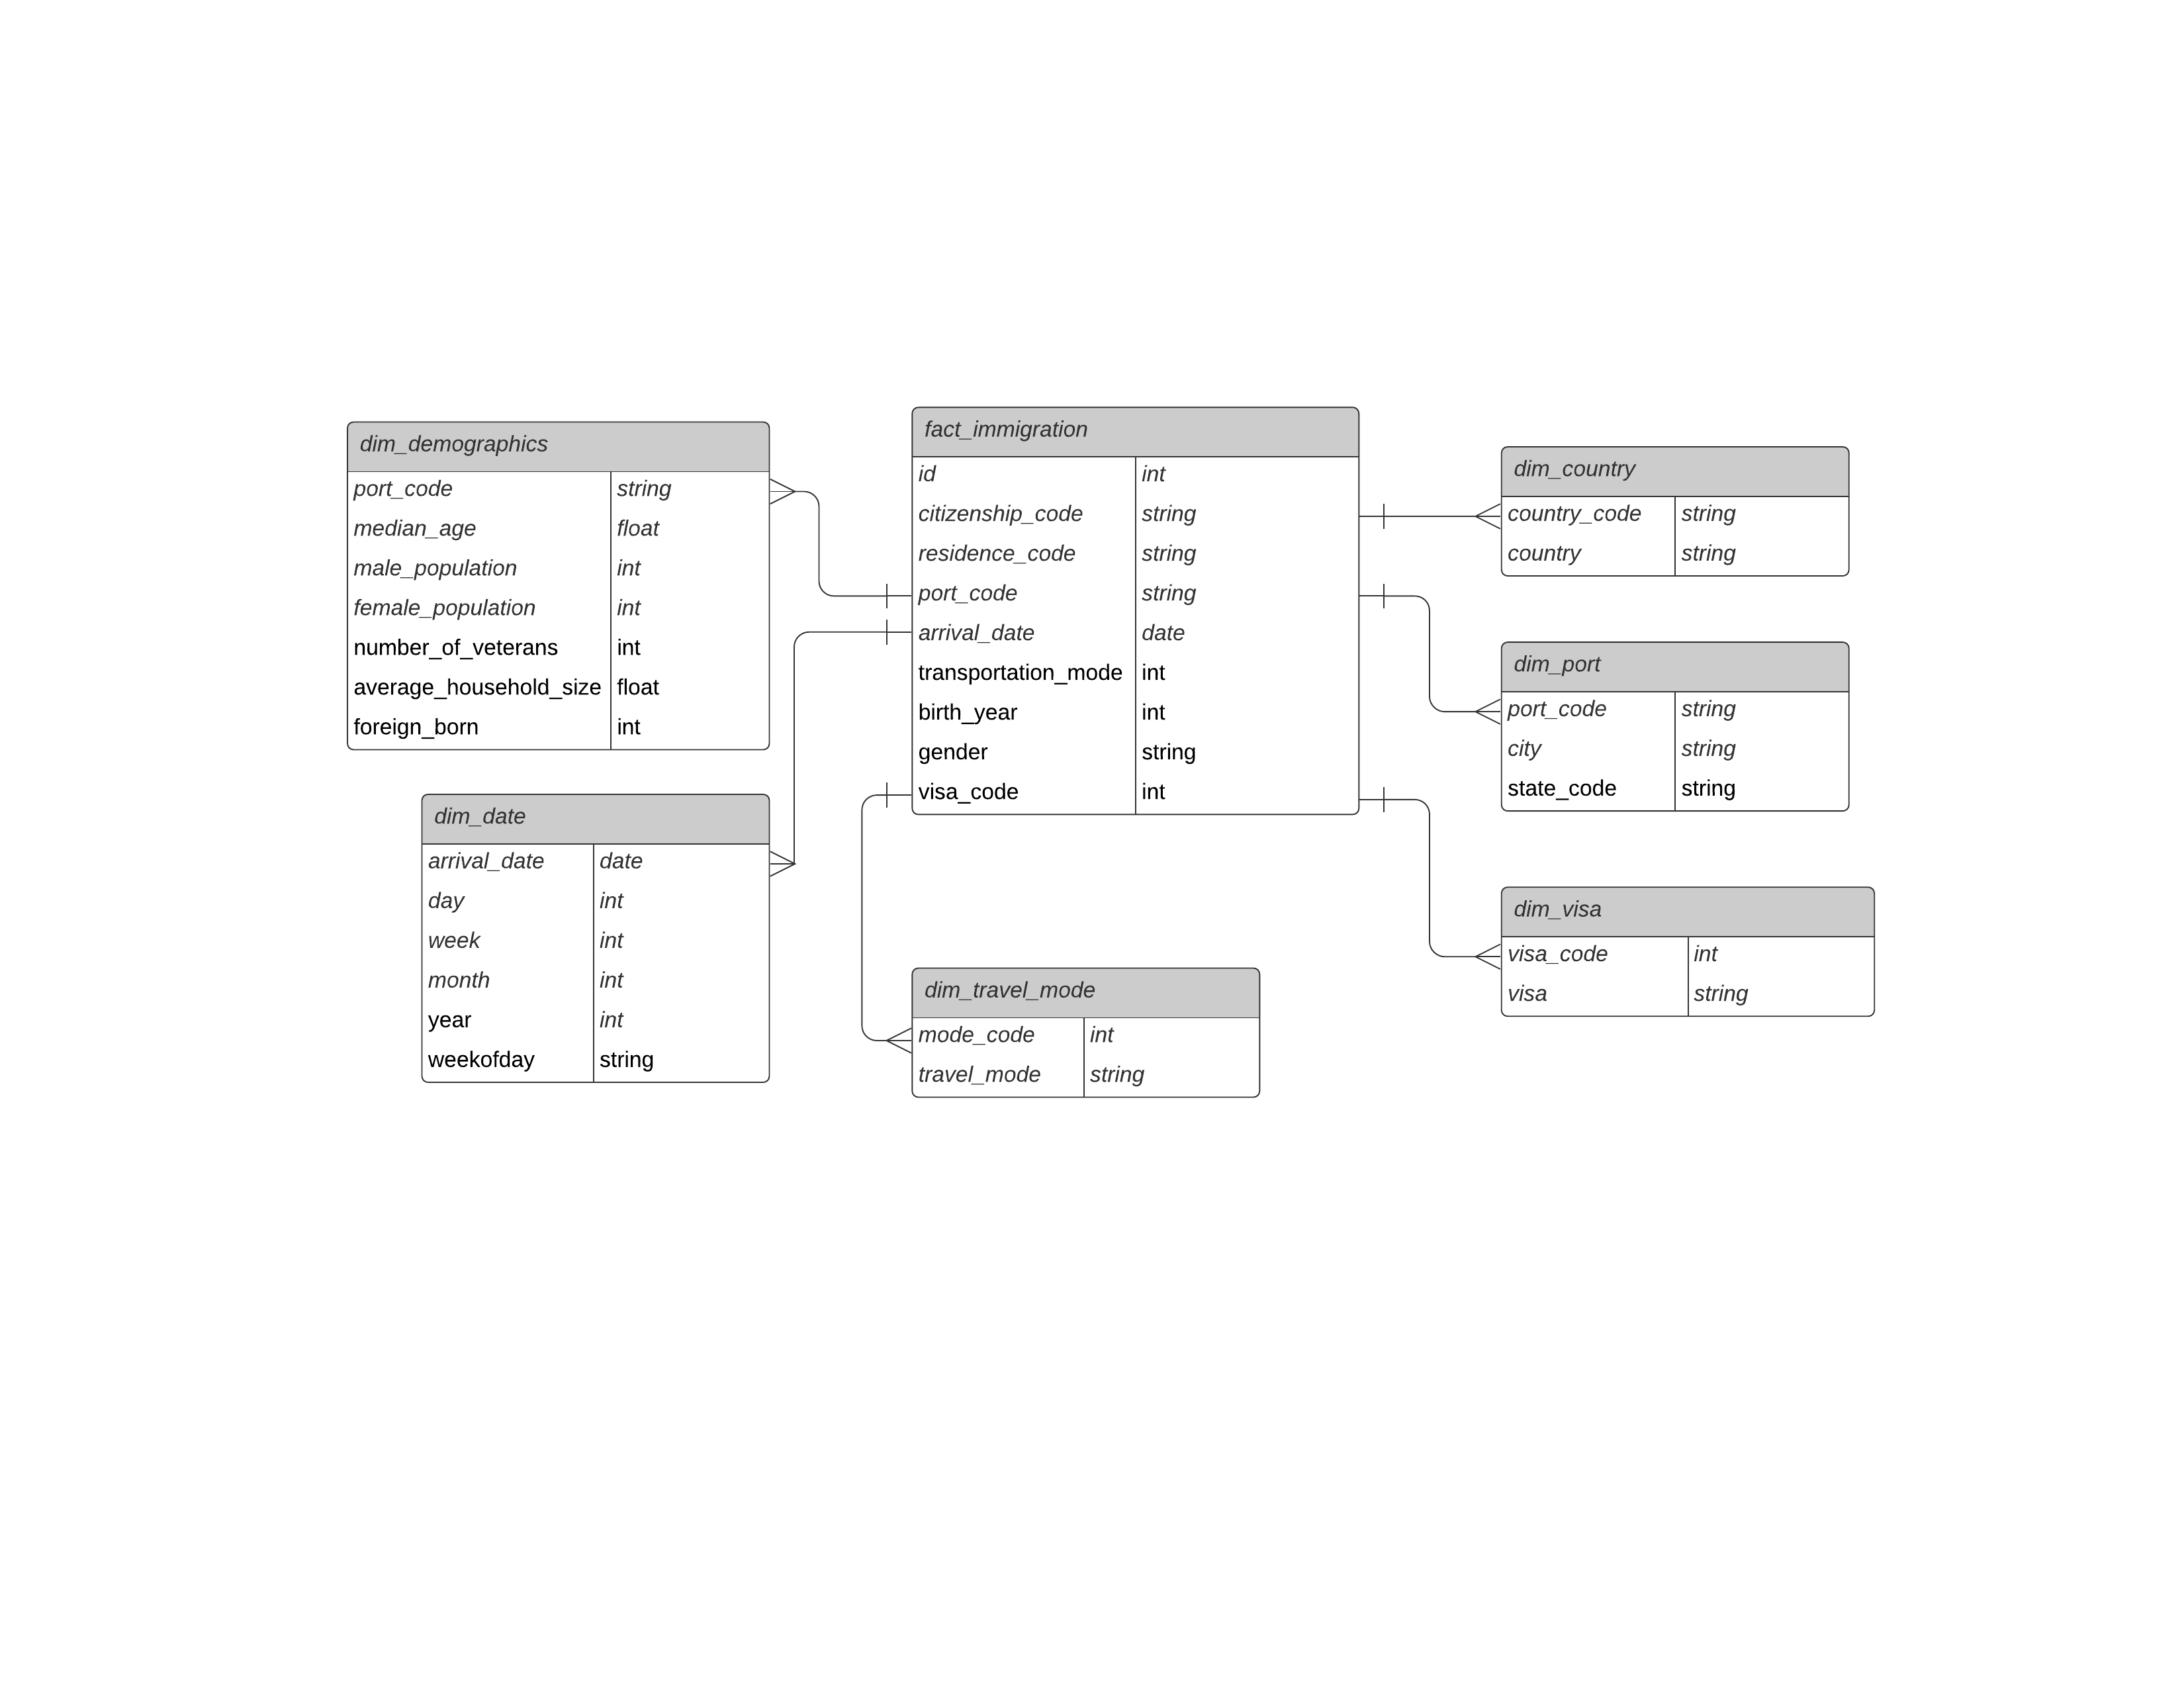 dim_demographics
port_code string
median_age float
male_population int
female_population int
number_of_veterans int
average_household_size float
foreign_born int
dim_date
arrival_date date
day int
week int
month int
year int
weekofday string
fact_immigration
id int
citizenship_code string
residence_code string
port_code string
arrival_date date
transportation_mode int
birth_year int
gender string
visa_code int
dim_travel_mode
mode_code int
travel_mode string
dim_country
country_code string
country string
dim_port
port_code string
city string
state_code string
dim_visa
visa_code int
visa string